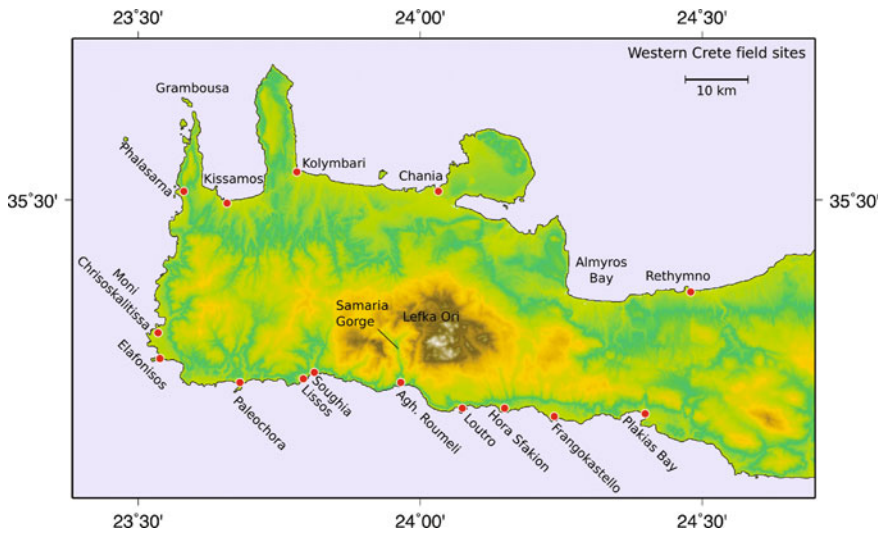 23˚30'
24˚00'
24˚30'
Western Crete field sites
10 km
Grambousa
Phalasarna
Kissamos
Kolymbari
Chania
35˚30'
35˚30'
Almyros
Bay
Rethymno
Moni
Chrisoskalitissa
Samaria
Gorge
Lefka Ori
Elafonisos
Paleochora
Lissos
Soughia
Agh. Roumeli
Loutro
Hora Sfakion
Frangokastello
Plakias Bay
23˚30'
24˚00'
24˚30'